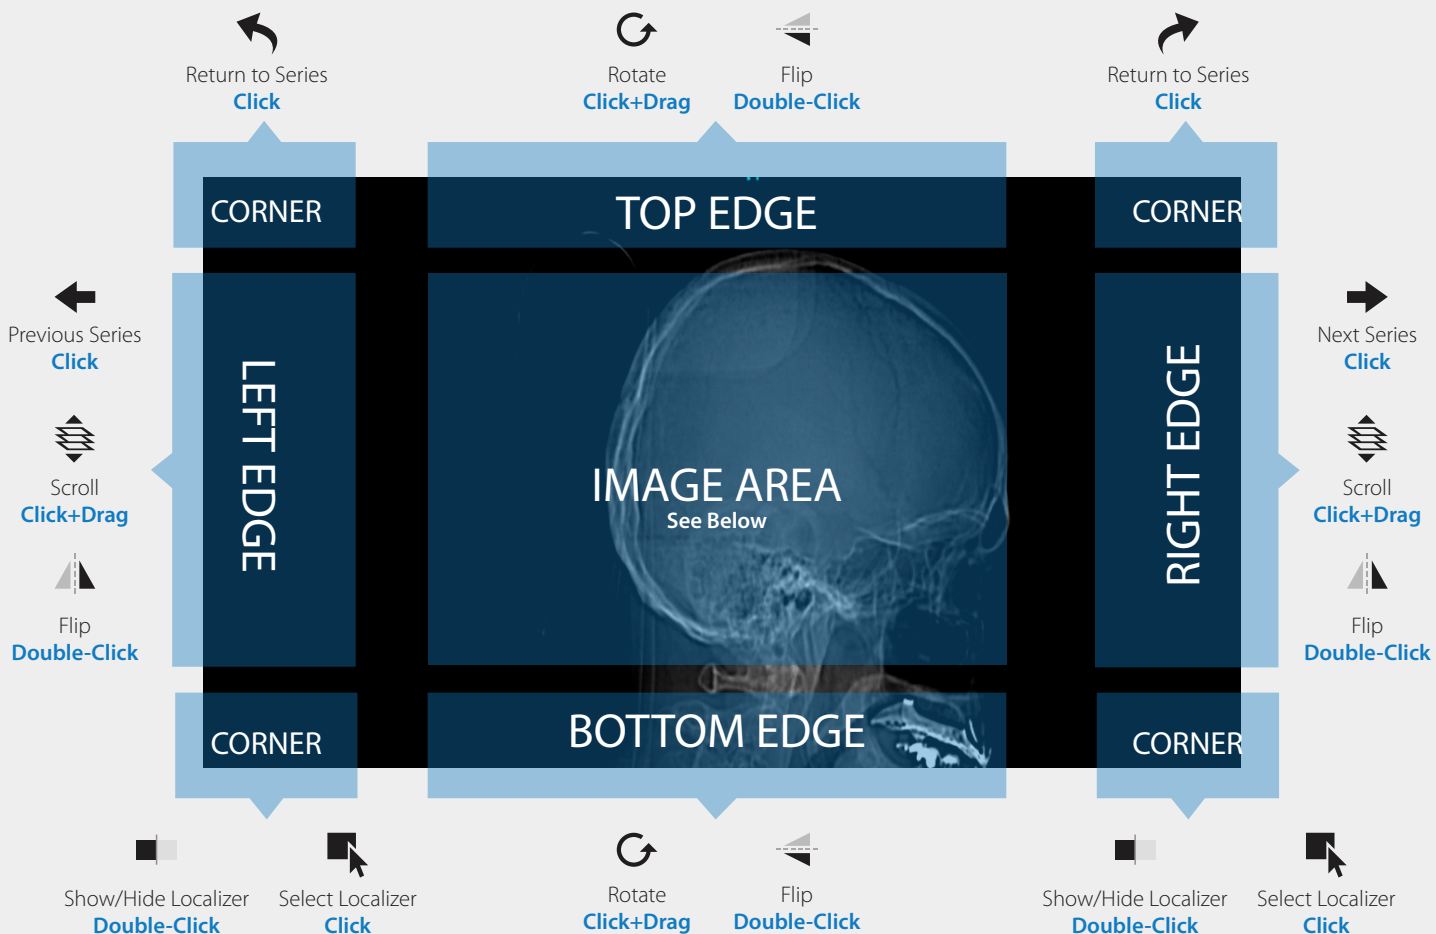 Return to Series
Click
Rotate
Click+Drag
Flip
Double-Click
Return to Series
Click
CORNER
TOP EDGE
CORNER
Previous Series
Click
Scroll
Click+Drag
Flip
Double-Click
LEFT EDGE
IMAGE AREA
See Below
RIGHT EDGE
Next Series
Click
Scroll
Click+Drag
Flip
Double-Click
CORNER
BOTTOM EDGE
CORNER
Show/Hide Localizer
Double-Click
Select Localizer
Click
Rotate
Click+Drag
Flip
Double-Click
Show/Hide Localizer
Double-Click
Select Localizer
Click